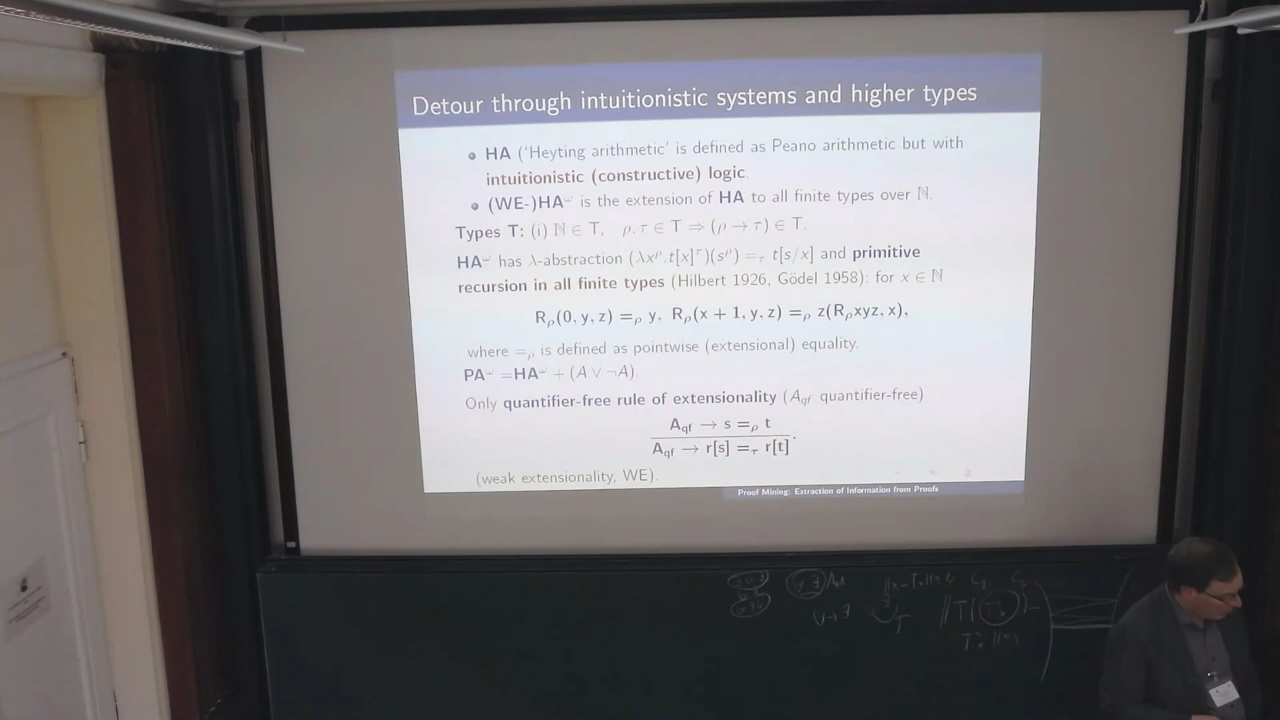 Detour through intuitionistic systems and higher types
• HA ('Heyting arithmetic' is defined as Peano arithmetic but with
intuitionistic (constructive) logic.
• (WE-)HA^ω is the extension of HA to all finite types over ℕ.
Types T: (i) ℕ ∈ T, ρ, τ ∈ T ⇒ (ρ → τ) ∈ T.
HA^ω has λ-abstraction (λx^ρ.t[x]^τ)(s^ρ) =_τ t[s/x] and primitive
recursion in all finite types (Hilbert 1926, Gödel 1958): for x ∈ ℕ
R_ρ(0, y, z) =_ρ y, R_ρ(x + 1, y, z) =_ρ z(R_ρxyz, x),
where =_ρ is defined as pointwise (extensional) equality.
PA^ω =HA^ω + (A ∨ ¬A).
Only quantifier-free rule of extensionality (A_qf quantifier-free)
A_qf → s =_ρ t
A_qf → r[s] =_τ r[t]
(weak extensionality, WE).
Proof Mining: Extraction of Information from Proofs